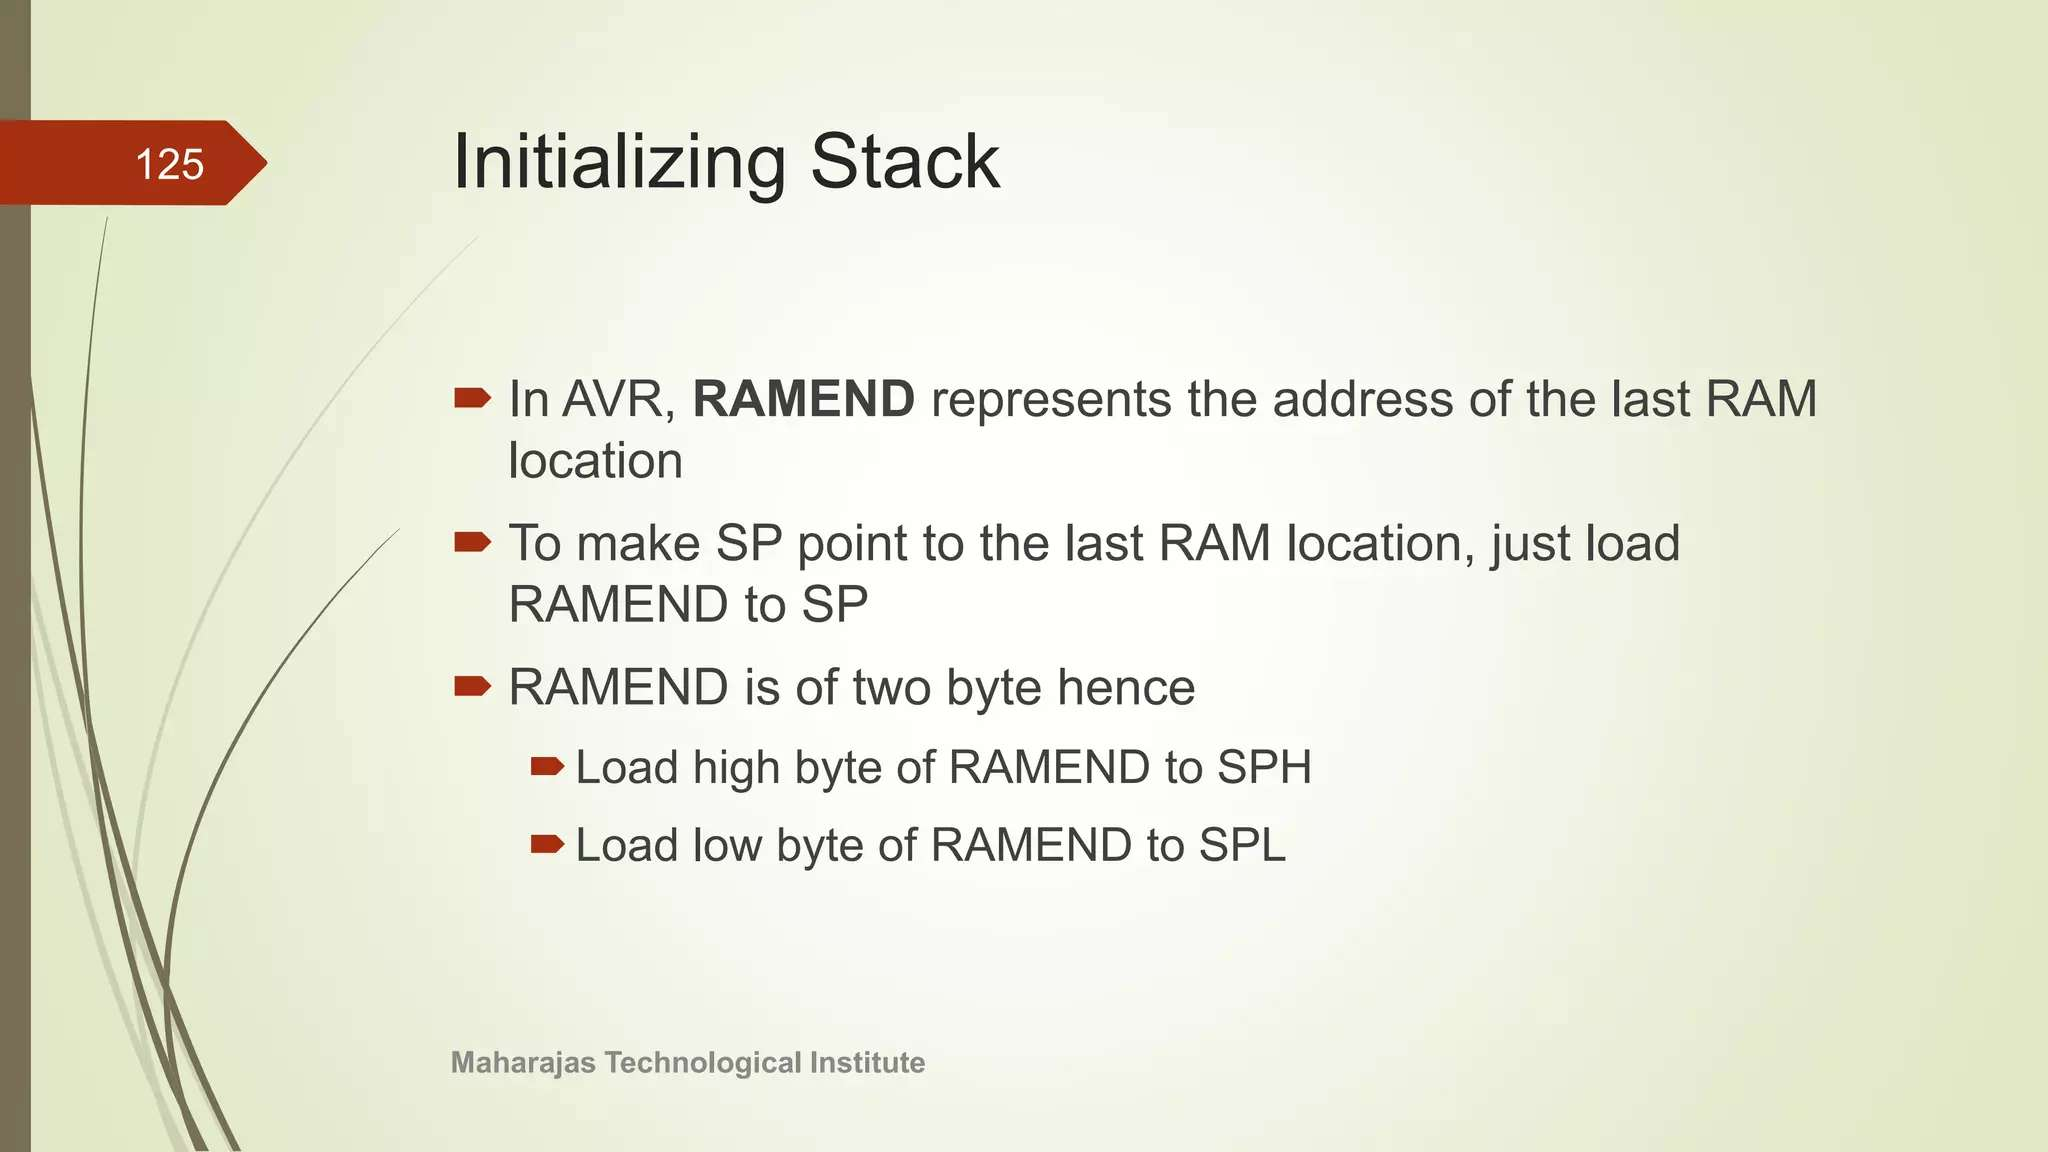 125
Initializing Stack
In AVR, RAMEND represents the address of the last RAM
location
To make SP point to the last RAM location, just load
RAMEND to SP
RAMEND is of two byte hence
Load high byte of RAMEND to SPH
Load low byte of RAMEND to SPL
Maharajas Technological Institute